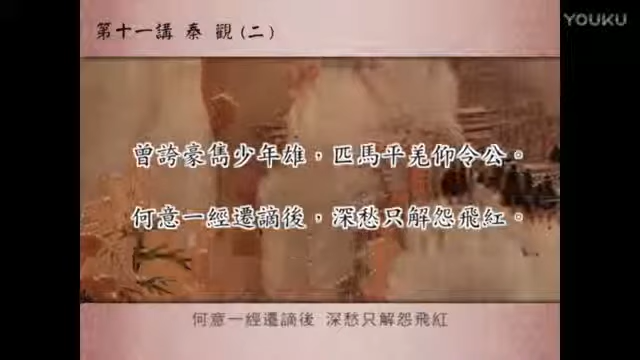 第十一講 秦 觀(二)
YOUKU
曾誇豪雋少年雄，匹馬平羌仰令公。
何意一經遷謫後，深愁只解怨飛紅。
何意一經遷謫後 深愁只解怨飛紅